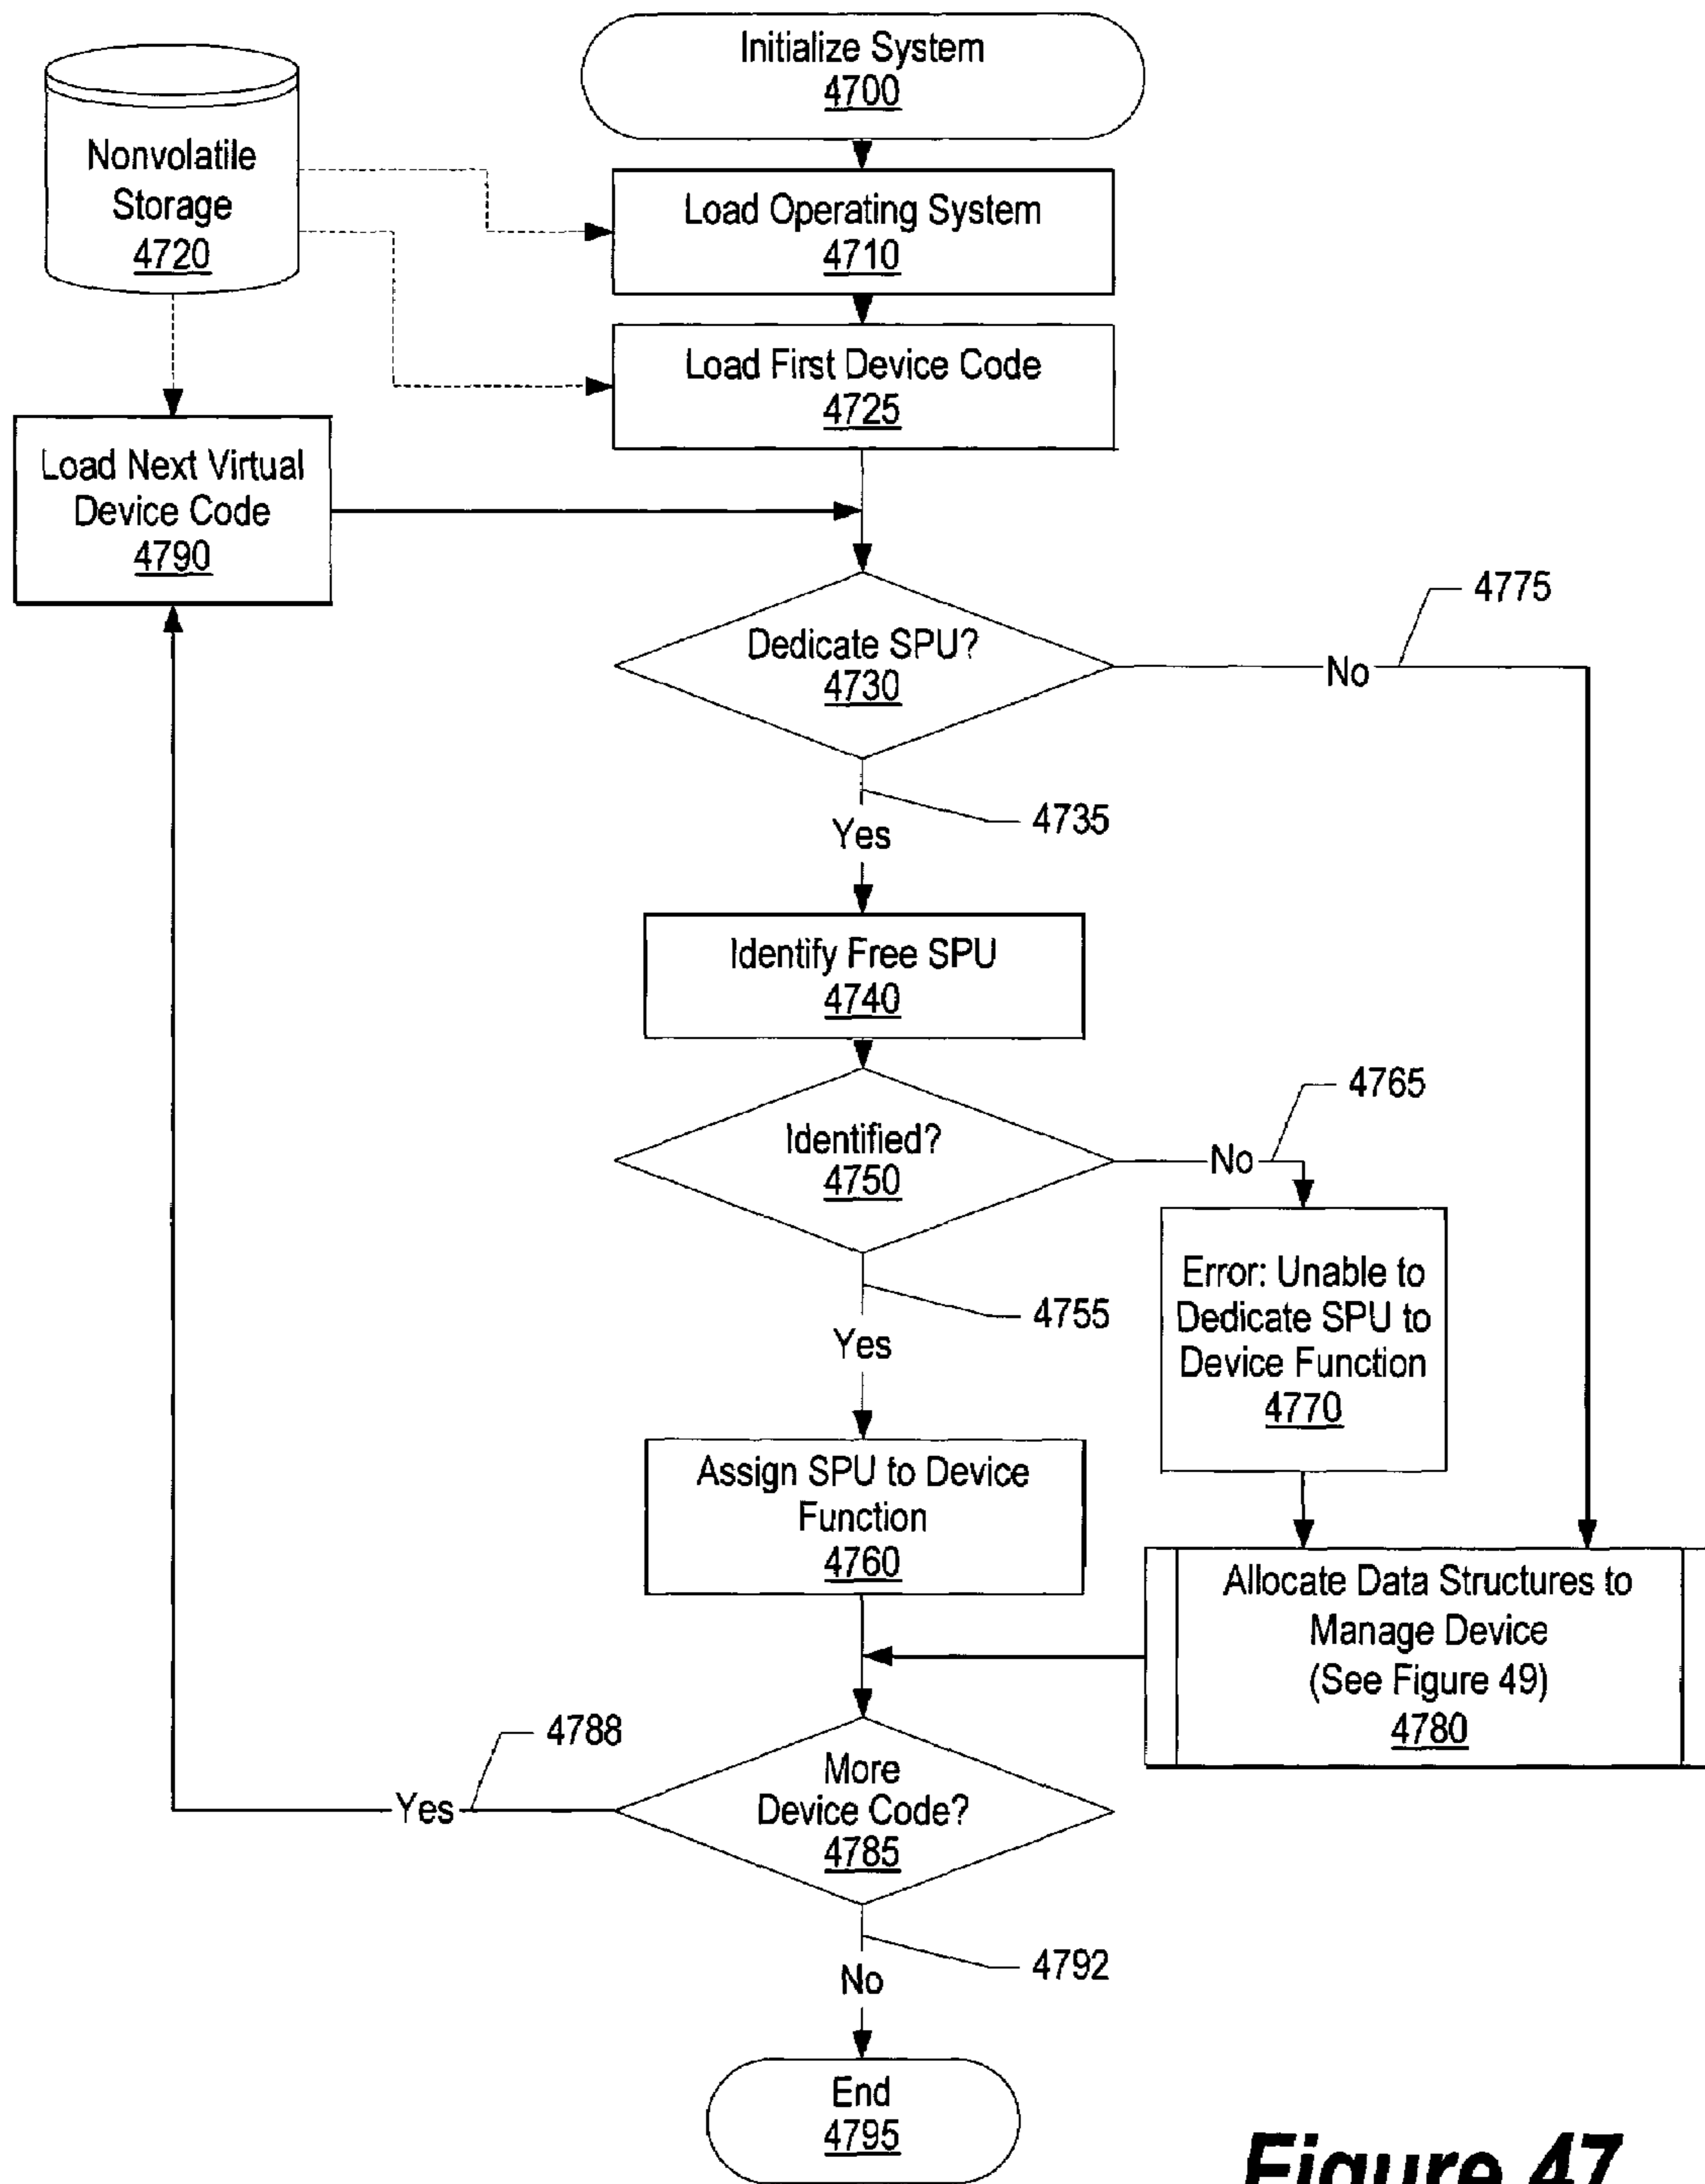 Initialize System
4700
Nonvolatile
Storage
4720
Load Operating System
4710
Load First Device Code
4725
Load Next Virtual
Device Code
4790
4775
Dedicate SPU?
4730
No
4735
Yes
Identify Free SPU
4740
4765
Identified?
4750
No
4755
Yes
Error: Unable to
Dedicate SPU to
Device Function
4770
Assign SPU to Device
Function
4760
Allocate Data Structures to
Manage Device
(See Figure 49)
4780
4788
More
Device Code?
4785
Yes
4792
No
End
4795
Figure 47